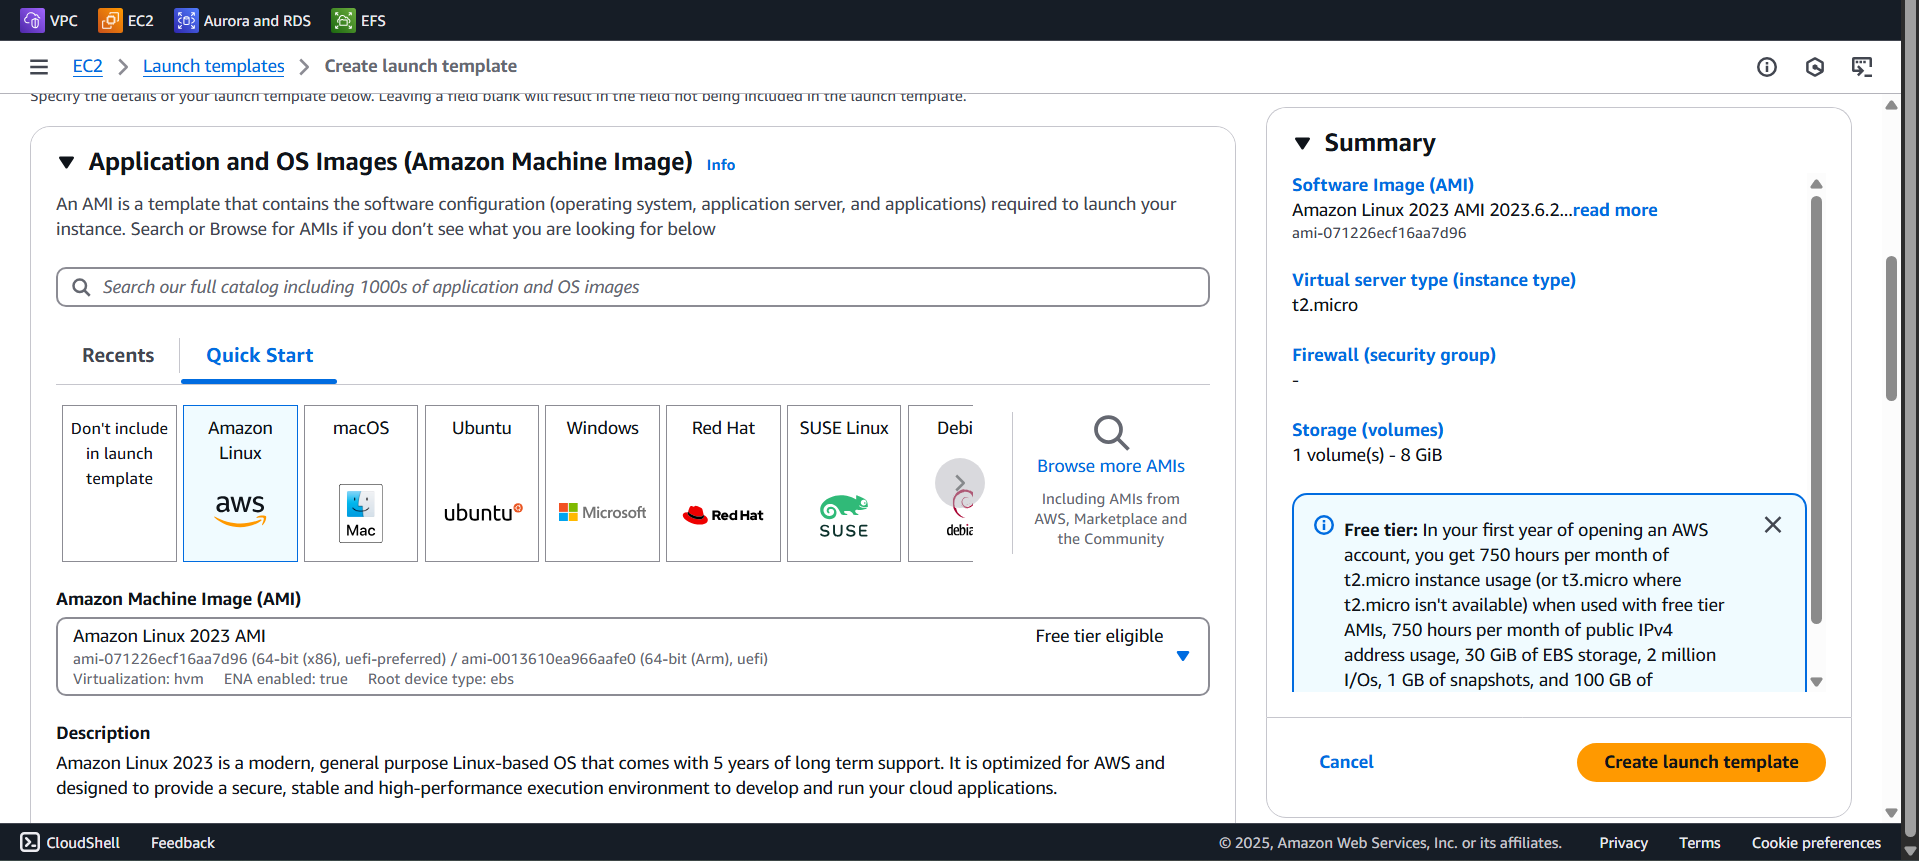 VPC EC2 Aurora and RDS EFS
EC2 Launch templates Create launch template
Specify the details of your launch template below. Leaving a field blank will result in the field not being included in the launch template.
Application and OS Images (Amazon Machine Image) Info
An AMI is a template that contains the software configuration (operating system, application server, and applications) required to launch your
instance. Search or Browse for AMIs if you don’t see what you are looking for below
Search our full catalog including 1000s of application and OS images
Recents Quick Start
Don't include
in launch
template
Amazon
Linux
aws
macOS
Mac
Ubuntu
ubuntu
Windows
Microsoft
Red Hat
Red Hat
SUSE Linux
SUSE
Debi
debia
Browse more AMIs
Including AMIs from
AWS, Marketplace and
the Community
Amazon Machine Image (AMI)
Amazon Linux 2023 AMI Free tier eligible
ami-071226ecf16aa7d96 (64-bit (x86), uefi-preferred) / ami-0013610ea966aafe0 (64-bit (Arm), uefi)
Virtualization: hvm ENA enabled: true Root device type: ebs
Description
Amazon Linux 2023 is a modern, general purpose Linux-based OS that comes with 5 years of long term support. It is optimized for AWS and
designed to provide a secure, stable and high-performance execution environment to develop and run your cloud applications.
Summary
Software Image (AMI)
Amazon Linux 2023 AMI 2023.6.2...read more
ami-071226ecf16aa7d96
Virtual server type (instance type)
t2.micro
Firewall (security group)
-
Storage (volumes)
1 volume(s) - 8 GiB
Free tier: In your first year of opening an AWS
account, you get 750 hours per month of
t2.micro instance usage (or t3.micro where
t2.micro isn't available) when used with free tier
AMIs, 750 hours per month of public IPv4
address usage, 30 GiB of EBS storage, 2 million
I/Os, 1 GB of snapshots, and 100 GB of
Cancel Create launch template
CloudShell Feedback © 2025, Amazon Web Services, Inc. or its affiliates. Privacy Terms Cookie preferences